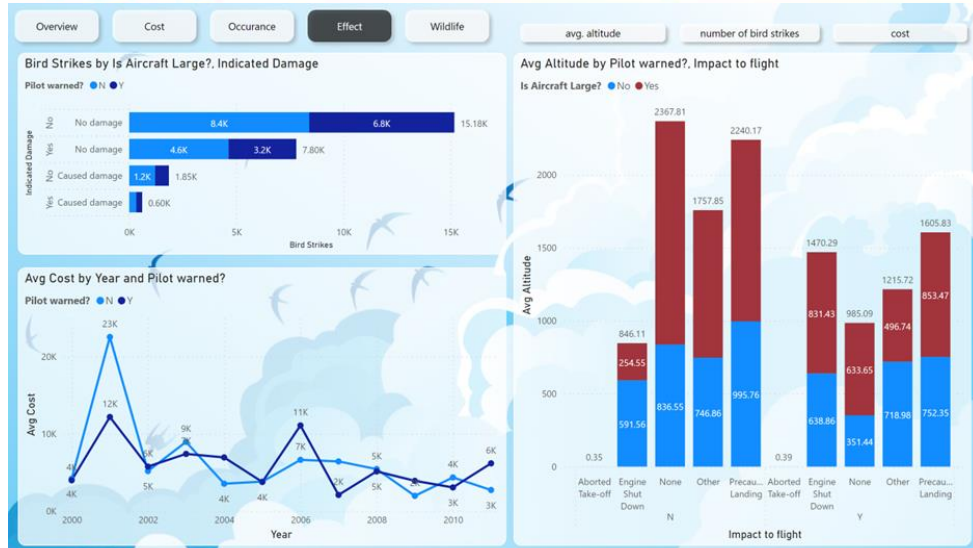 Overview Cost Occurance Effect Wildlife
avg. altitude number of bird strikes cost
Bird Strikes by Is Aircraft Large?, Indicated Damage
Pilot warned? N Y
Indicated Damage
No No damage 8.4K 6.8K 15.18K
Yes No damage 4.6K 3.2K 7.80K
No Caused damage 1.2K 1.85K
Yes Caused damage 0.60K
0K 5K 10K 15K
Bird Strikes
Avg Cost by Year and Pilot warned?
Pilot warned? N Y
Avg Cost
20K
10K
0K
23K
12K
11K
9K
7K
6K
5K
6K
4K
4K
4K
5K
4K
4K
2K
5K
3K
3K
2000 2002 2004 2006 2008 2010
Year
Avg Altitude by Pilot warned?, Impact to flight
Is Aircraft Large? No Yes
Avg Altitude
2000
1500
1000
500
0
0.35
846.11
254.55
591.56
2367.81
836.55
1757.85
746.86
2240.17
995.76
0.39
1470.29
831.43
638.86
985.09
633.65
351.44
1215.72
496.74
718.98
1605.83
853.47
752.35
Aborted Engine None Other Precau... Aborted Engine None Other Precau...
Take-off Shut Landing Take-off Shut Landing
Down Down
N Y
Impact to flight